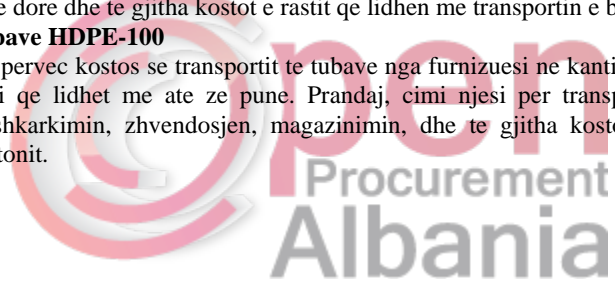 e dore dhe te gjitha kostot e rastit qe lidhen me transportin e b
bave HDPE-100
pervec kostos se transportit te tubave nga furnizuesi ne kanti
i qe lidhet me ate ze pune. Prandaj, cimi njesi per transp
shkarkimin, zhvendosjen, magazinimin, dhe te gjitha kosto
tonit.
Open
Procurement
Albania